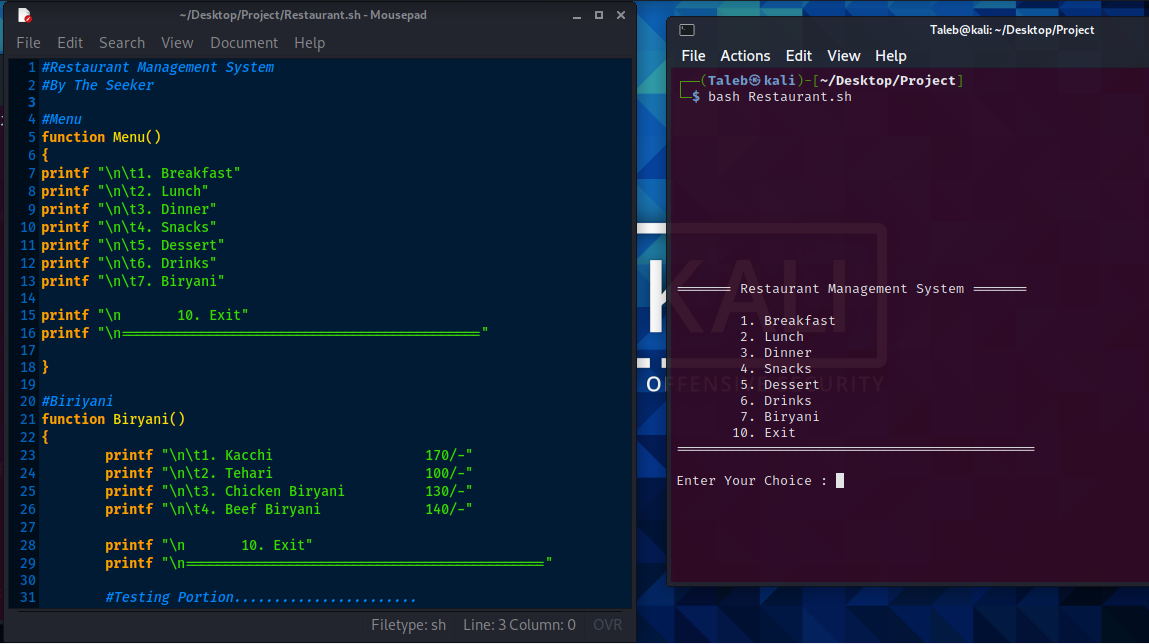 ~/Desktop/Project/Restaurant.sh - Mousepad
File Edit Search View Document Help
1 #Restaurant Management System
2 #By The Seeker
3
4 #Menu
5 function Menu()
6 {
7 printf "\n\t1. Breakfast"
8 printf "\n\t2. Lunch"
9 printf "\n\t3. Dinner"
10 printf "\n\t4. Snacks"
11 printf "\n\t5. Dessert"
12 printf "\n\t6. Drinks"
13 printf "\n\t7. Biryani"
14
15 printf "\n       10. Exit"
16 printf "\n============================================="
17
18 }
19
20 #Biriyani
21 function Biryani()
22 {
23         printf "\n\t1. Kacchi                   170/-"
24         printf "\n\t2. Tehari                   100/-"
25         printf "\n\t3. Chicken Biryani          130/-"
26         printf "\n\t4. Beef Biryani             140/-"
27
28         printf "\n       10. Exit"
29         printf "\n============================================="
30
31         #Testing Portion.......................
Filetype: sh Line: 3 Column: 0 OVR
Taleb@kali: ~/Desktop/Project
File Actions Edit View Help
(Taleb㉿kali)-[~/Desktop/Project]
$ bash Restaurant.sh
======= Restaurant Management System =======
1. Breakfast
2. Lunch
3. Dinner
4. Snacks
5. Dessert
6. Drinks
7. Biryani
10. Exit
=============================================
Enter Your Choice :
KALI
OFFENSIVE SECURITY